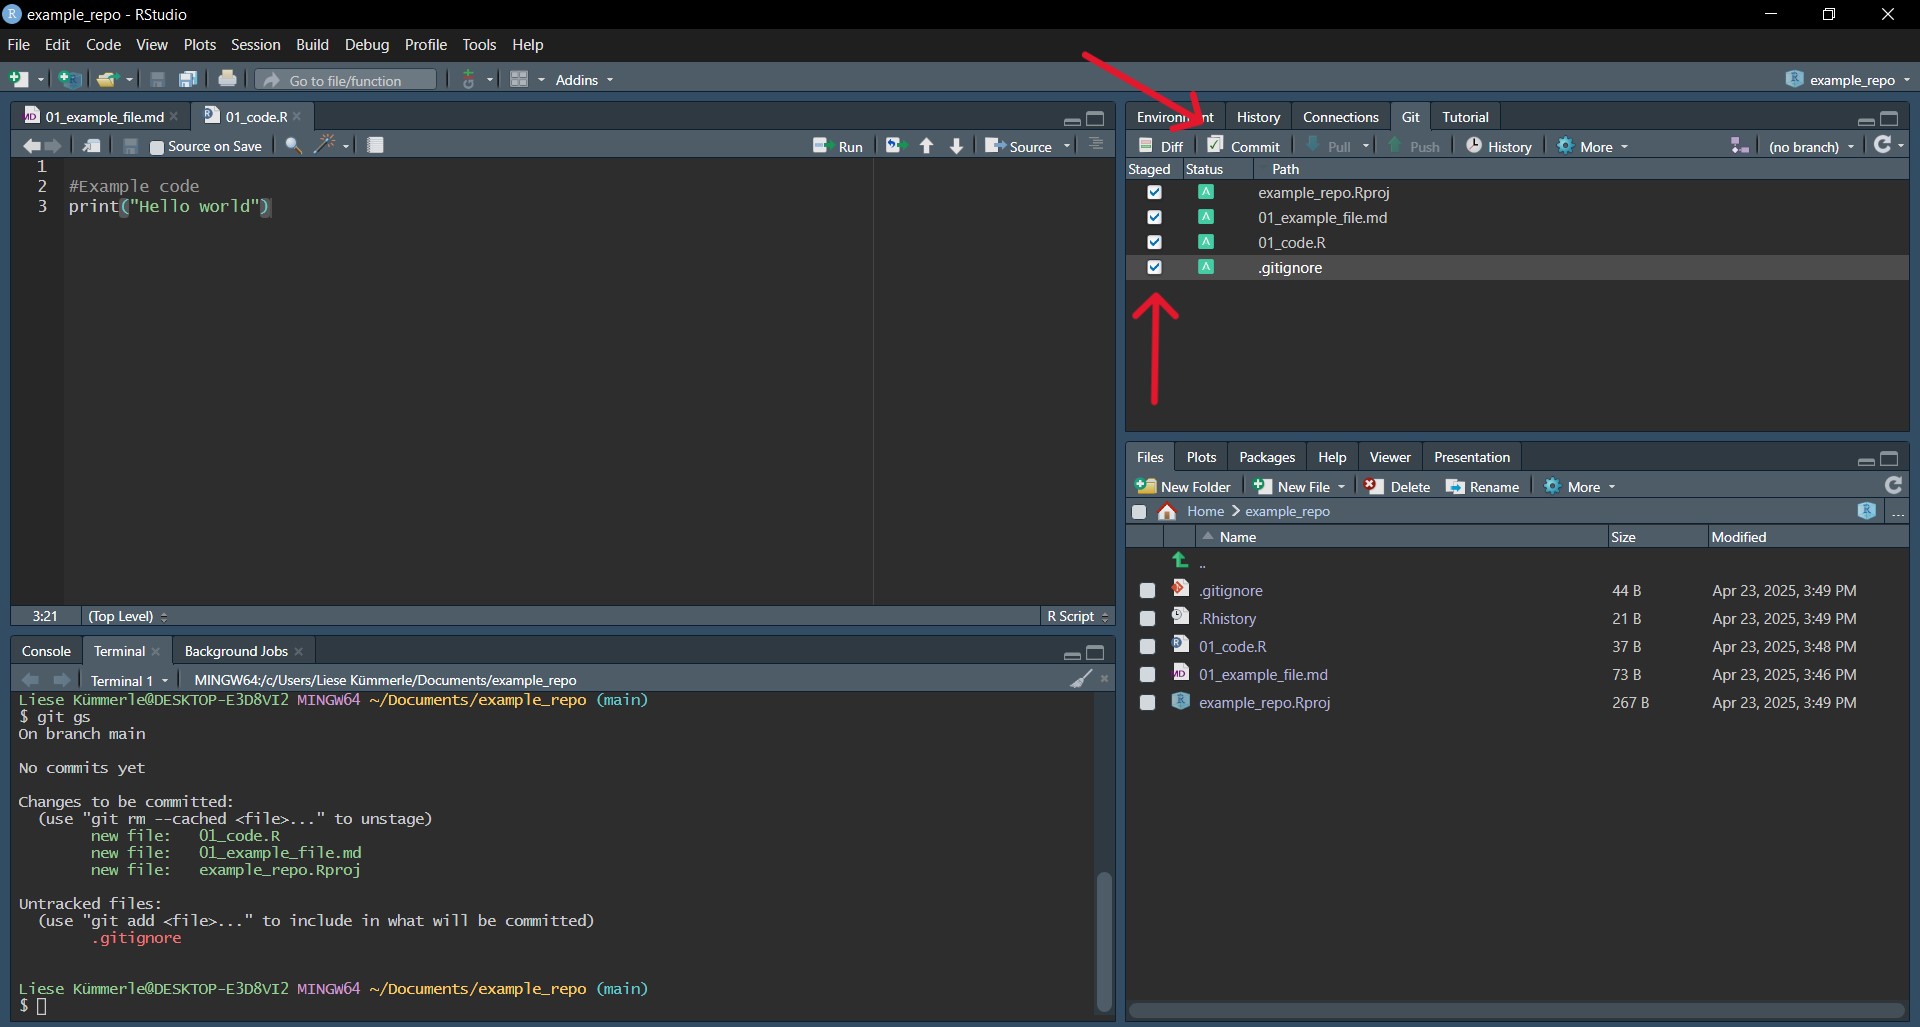 example_repo - RStudio
File Edit Code View Plots Session Build Debug Profile Tools Help
Go to file/function Addins example_repo
01_example_file.md 01_code.R
Source on Save Run Source
1
2 #Example code
3 print("Hello world")
3:21 (Top Level) R Script
Console Terminal Background Jobs
Terminal 1 MINGW64:/c/Users/Liese Kümmerle/Documents/example_repo
Liese Kümmerle@DESKTOP-E3D8VI2 MINGW64 ~/Documents/example_repo (main)
$ git gs
On branch main
No commits yet
Changes to be committed:
(use "git rm --cached <file>..." to unstage)
new file: 01_code.R
new file: 01_example_file.md
new file: example_repo.Rproj
Untracked files:
(use "git add <file>..." to include in what will be committed)
.gitignore
Liese Kümmerle@DESKTOP-E3D8VI2 MINGW64 ~/Documents/example_repo (main)
$
Environment History Connections Git Tutorial
Diff Commit Pull Push History More (no branch)
Staged Status Path
A example_repo.Rproj
A 01_example_file.md
A 01_code.R
A .gitignore
Files Plots Packages Help Viewer Presentation
New Folder New File Delete Rename More
Home > example_repo ...
Name Size Modified
..
.gitignore 44 B Apr 23, 2025, 3:49 PM
.Rhistory 21 B Apr 23, 2025, 3:49 PM
01_code.R 37 B Apr 23, 2025, 3:48 PM
01_example_file.md 73 B Apr 23, 2025, 3:46 PM
example_repo.Rproj 267 B Apr 23, 2025, 3:49 PM